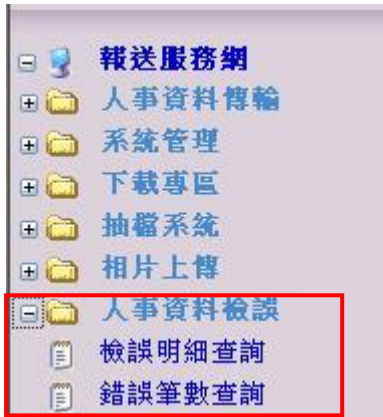 報送服務網
人事資料傳輸
系統管理
下載專區
抽檔系統
相片上傳
人事資料檢誤
檢誤明細查詢
錯誤筆數查詢